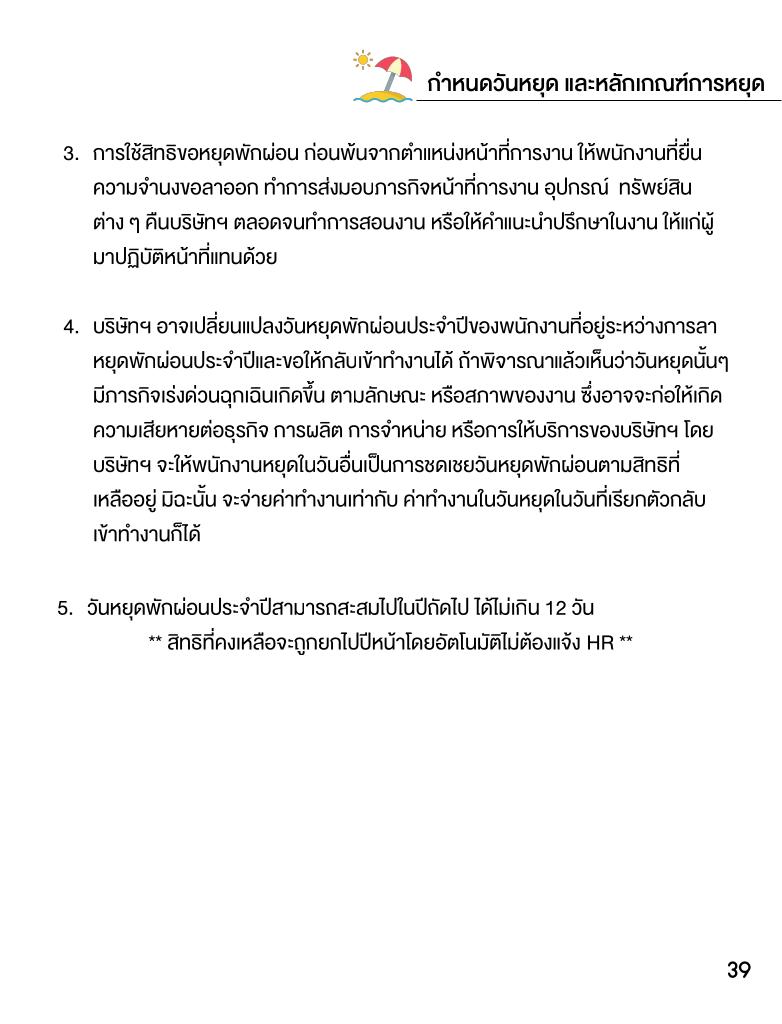 กำหนดวันหยุด และหลักเกณฑ์การหยุด
3. การใช้สิทธิขอหยุดพักผ่อน ก่อนพ้นจากตำแหน่งหน้าที่การงาน ให้พนักงานที่ยื่น
ความจำนงขอลาออก ทำการส่งมอบภารกิจหน้าที่การงาน อุปกรณ์ ทรัพย์สิน
ต่าง ๆ คืนบริษัทฯ ตลอดจนทำการสอนงาน หรือให้คำแนะนำปรึกษาในงาน ให้แก่ผู้
มาปฏิบัติหน้าที่แทนด้วย
4. บริษัทฯ อาจเปลี่ยนแปลงวันหยุดพักผ่อนประจำปีของพนักงานที่อยู่ระหว่างการลา
หยุดพักผ่อนประจำปีและขอให้กลับเข้าทำงานได้ ถ้าพิจารณาแล้วเห็นว่าวันหยุดนั้นๆ
มีภารกิจเร่งด่วนฉุกเฉินเกิดขึ้น ตามลักษณะ หรือสภาพของงาน ซึ่งอาจจะก่อให้เกิด
ความเสียหายต่อธุรกิจ การผลิต การจำหน่าย หรือการให้บริการของบริษัทฯ โดย
บริษัทฯ จะให้พนักงานหยุดในวันอื่นเป็นการชดเชยวันหยุดพักผ่อนตามสิทธิที่
เหลืออยู่ มิฉะนั้น จะจ่ายค่าทำงานเท่ากับ ค่าทำงานในวันหยุดในวันที่เรียกตัวกลับ
เข้าทำงานก็ได้
5. วันหยุดพักผ่อนประจำปีสามารถสะสมไปในปีถัดไป ได้ไม่เกิน 12 วัน
** สิทธิที่คงเหลือจะถูกยกไปปีหน้าโดยอัตโนมัติไม่ต้องแจ้ง HR **
39